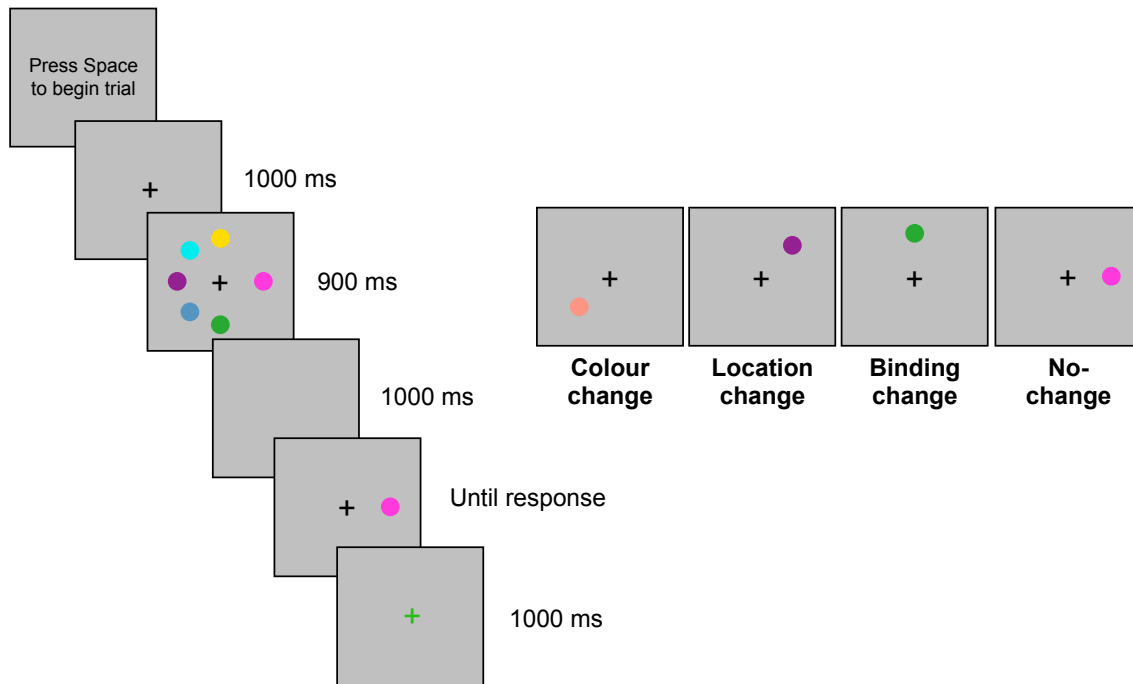 Press Space
to begin trial
1000 ms
900 ms
1000 ms
Until response
1000 ms
Colour
change
Location
change
Binding
change
No-
change